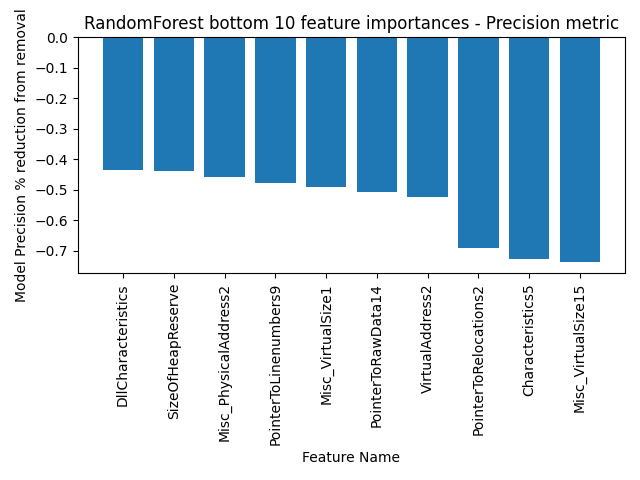 RandomForest bottom 10 feature importances - Precision metric
Model Precision % reduction from removal
0.0
−0.1
−0.2
−0.3
−0.4
−0.5
−0.6
−0.7
DllCharacteristics
SizeOfHeapReserve
Misc_PhysicalAddress2
PointerToLinenumbers9
Misc_VirtualSize1
PointerToRawData14
VirtualAddress2
PointerToRelocations2
Characteristics5
Misc_VirtualSize15
Feature Name